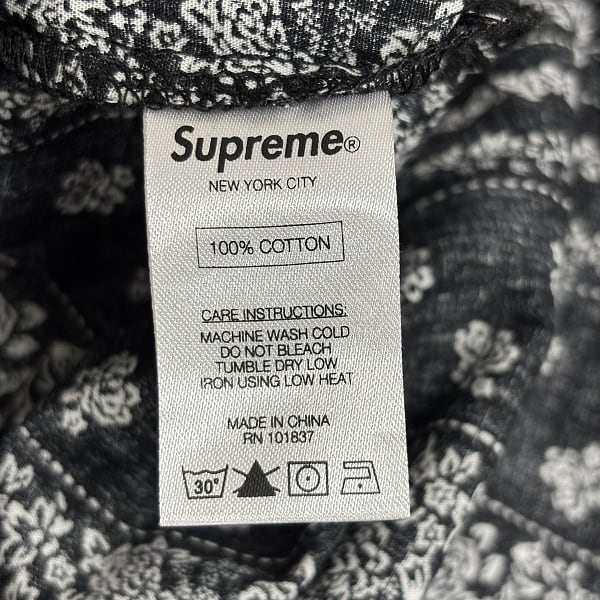 Supreme®
NEW YORK CITY
100% COTTON
CARE INSTRUCTIONS:
MACHINE WASH COLD
DO NOT BLEACH
TUMBLE DRY LOW
IRON USING LOW HEAT
MADE IN CHINA
RN 101837
30°